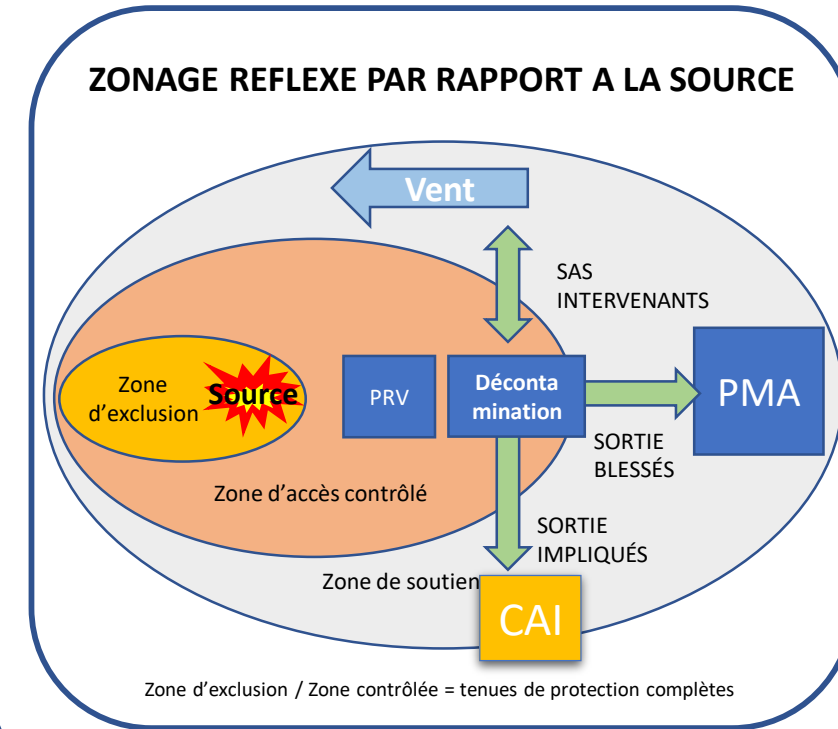 ZONAGE REFLEXE PAR RAPPORT A LA SOURCE
Vent
SAS
INTERVENANTS
Zone
d’exclusion
Source
PRV
Déconta
mination
PMA
SORTIE
BLESSÉS
Zone d’accès contrôlé
SORTIE
IMPLIQUÉS
Zone de soutien
CAI
Zone d’exclusion / Zone contrôlée = tenues de protection complètes